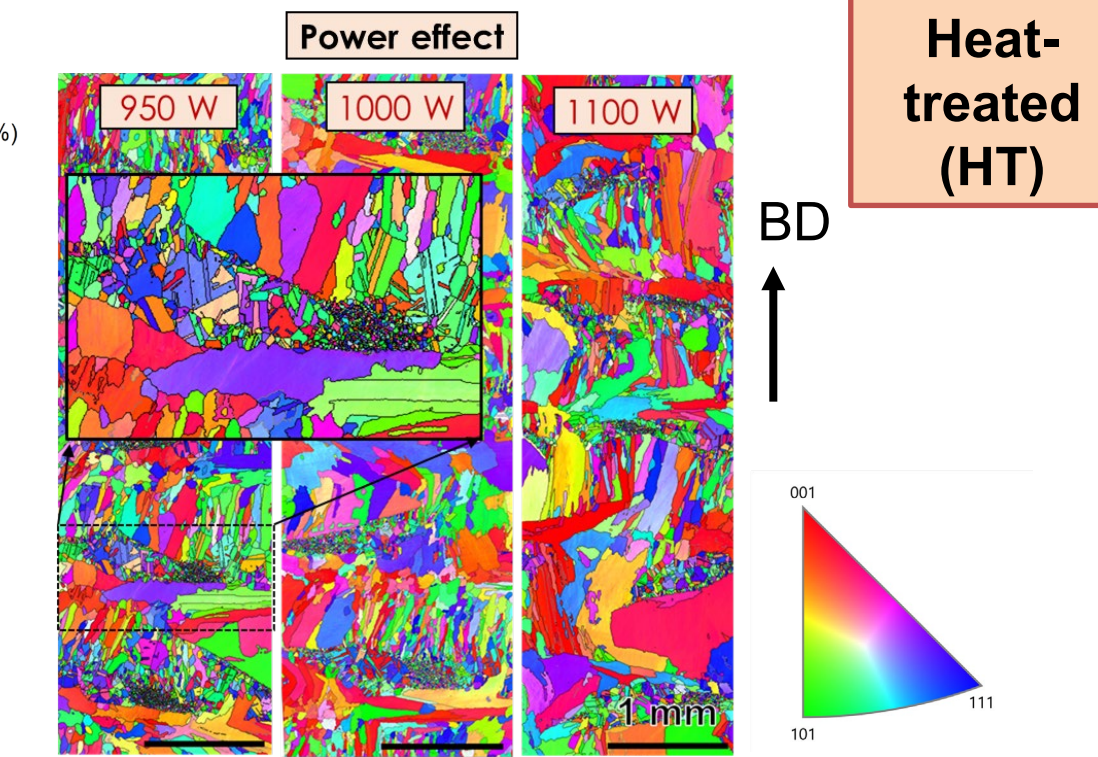 Power effect
Heat-
treated
(HT)
950 W
1000 W
1100 W
%)
BD
001
111
101
1 mm